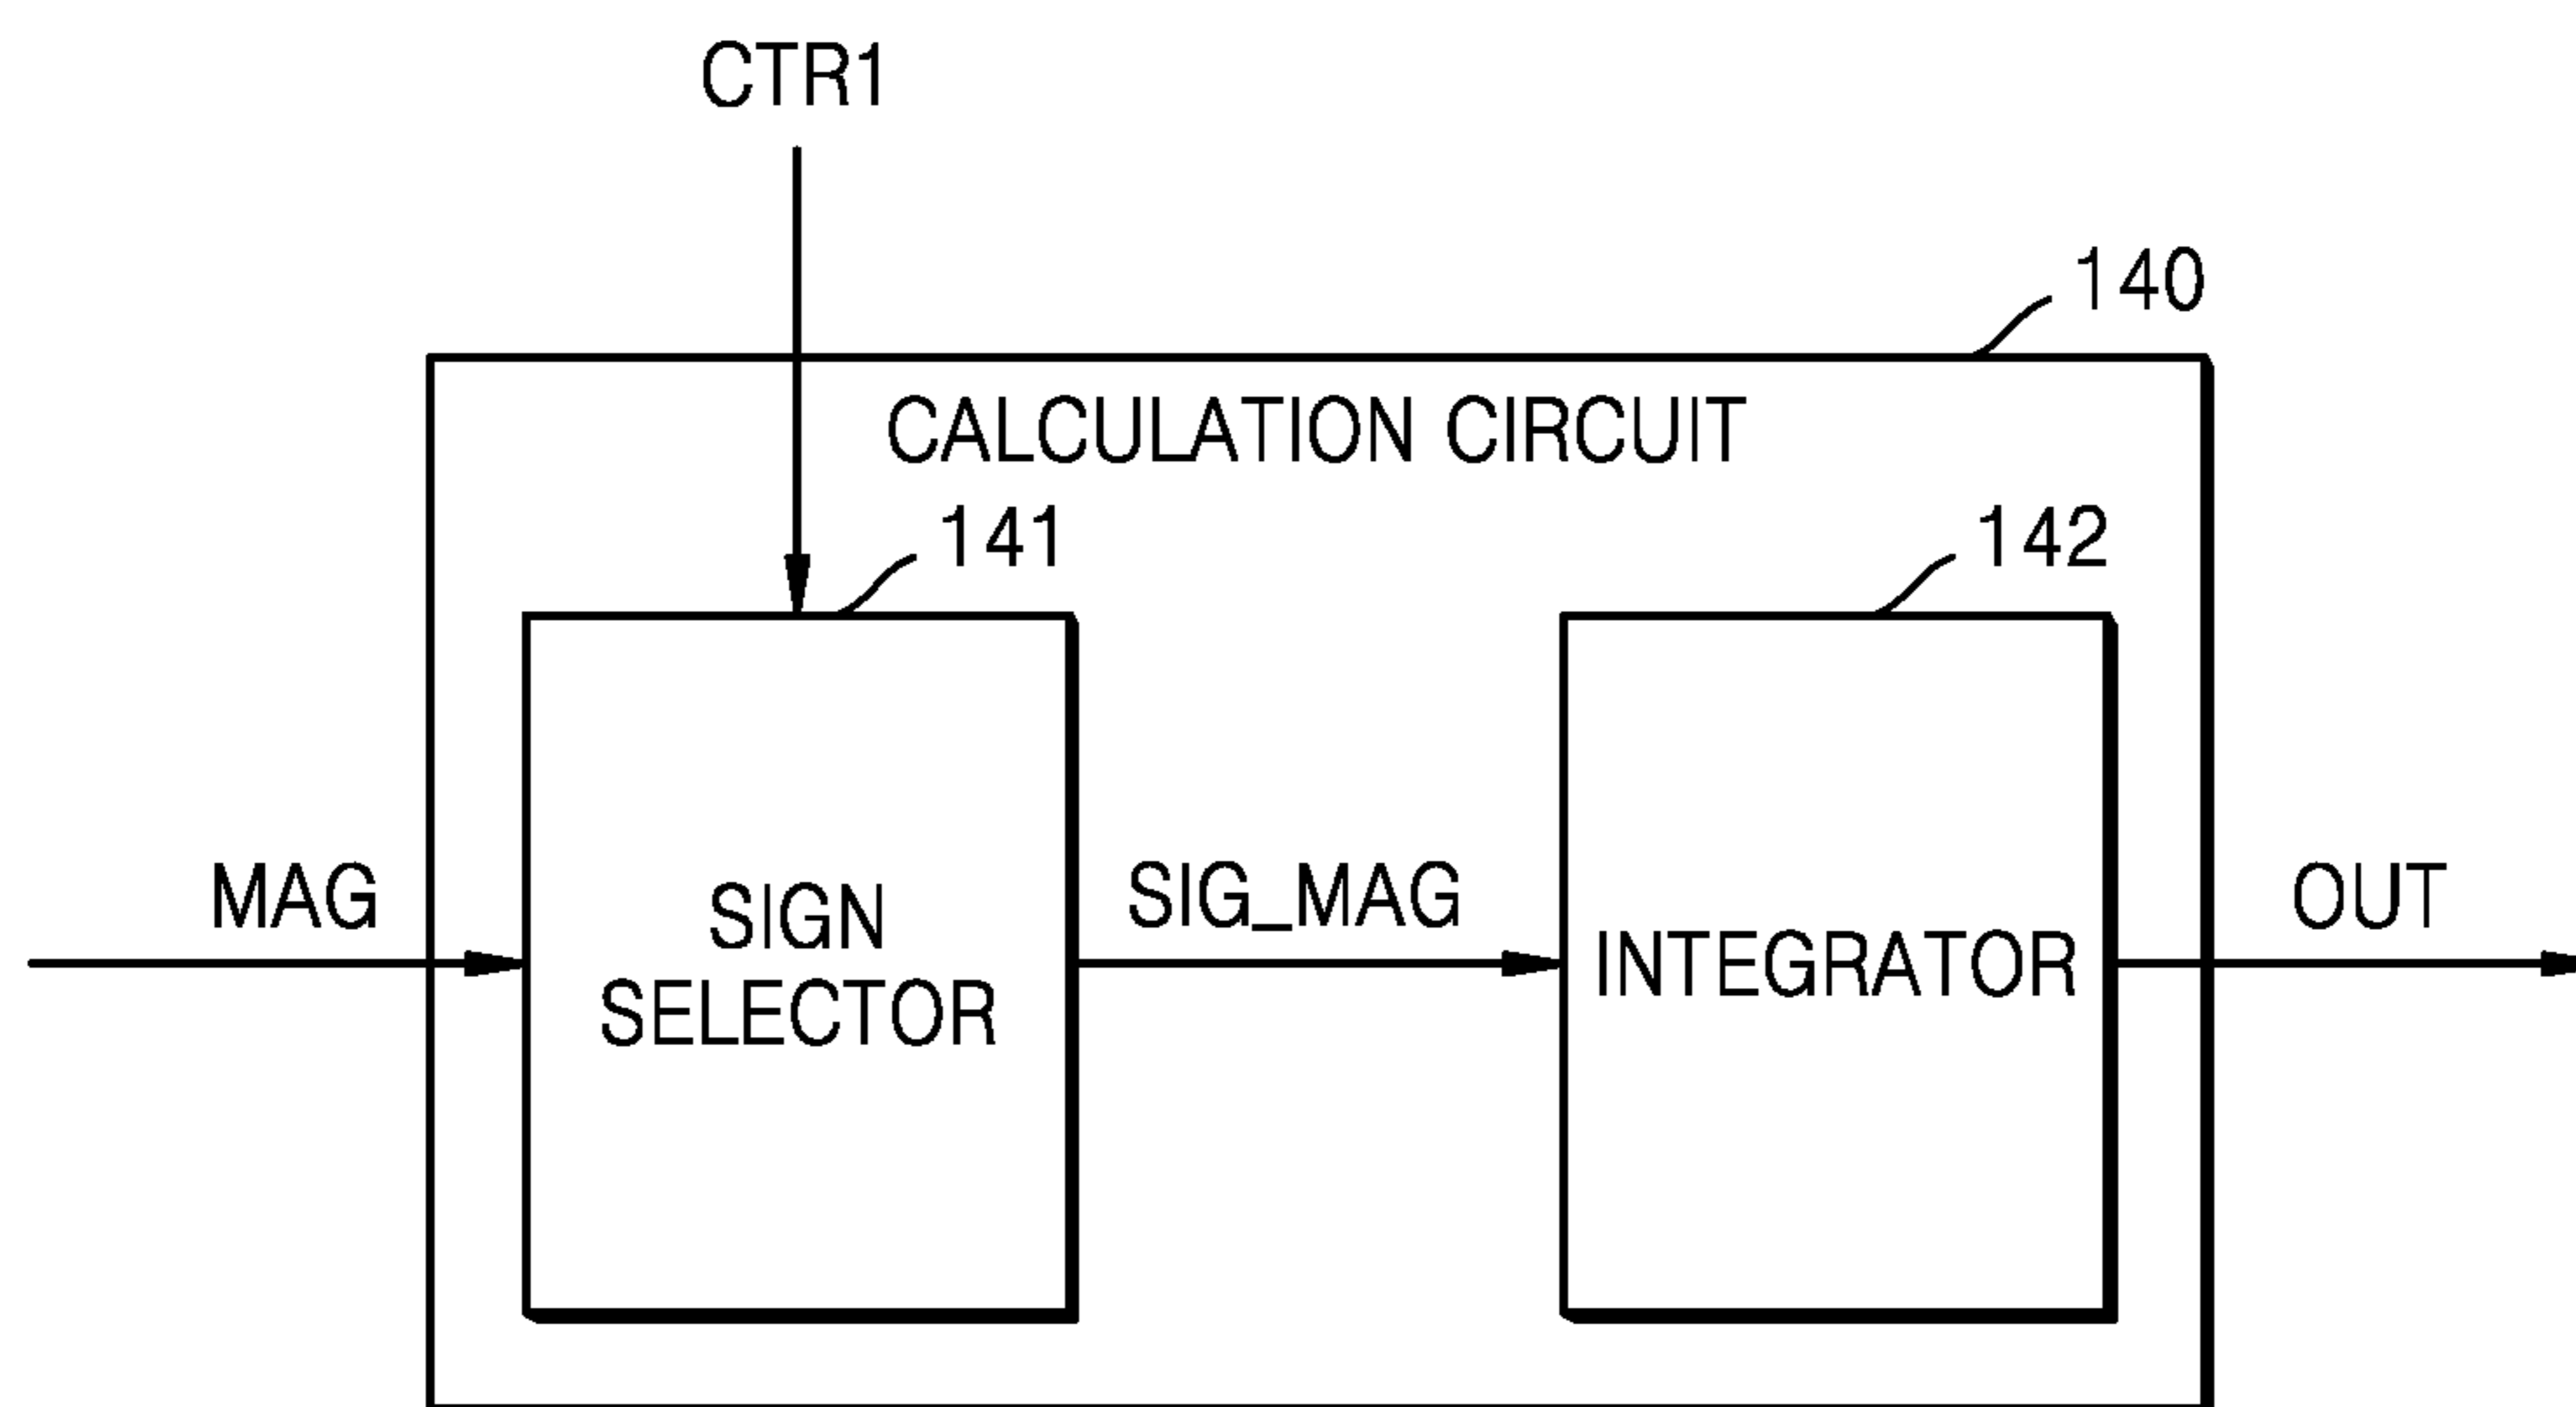 CTR1
140
CALCULATION CIRCUIT
141
142
MAG
SIGN
SELECTOR
SIG_MAG
INTEGRATOR
OUT